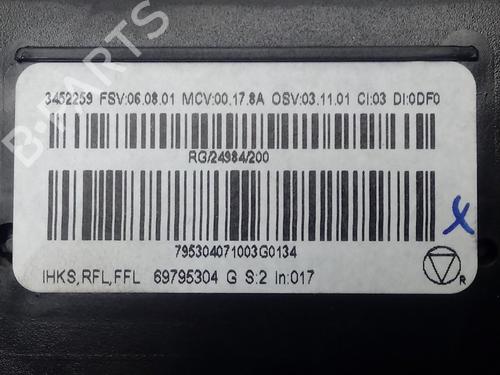 B-PARTS
3452259 FSV:06.08.01 MCV:00.17.8A OSV:03.11.01 CI:03 DI:0DF0
RG/24984/200
795304071003G0134
IHKS,RFL,FFL 69795304 G S:2 In:017
R